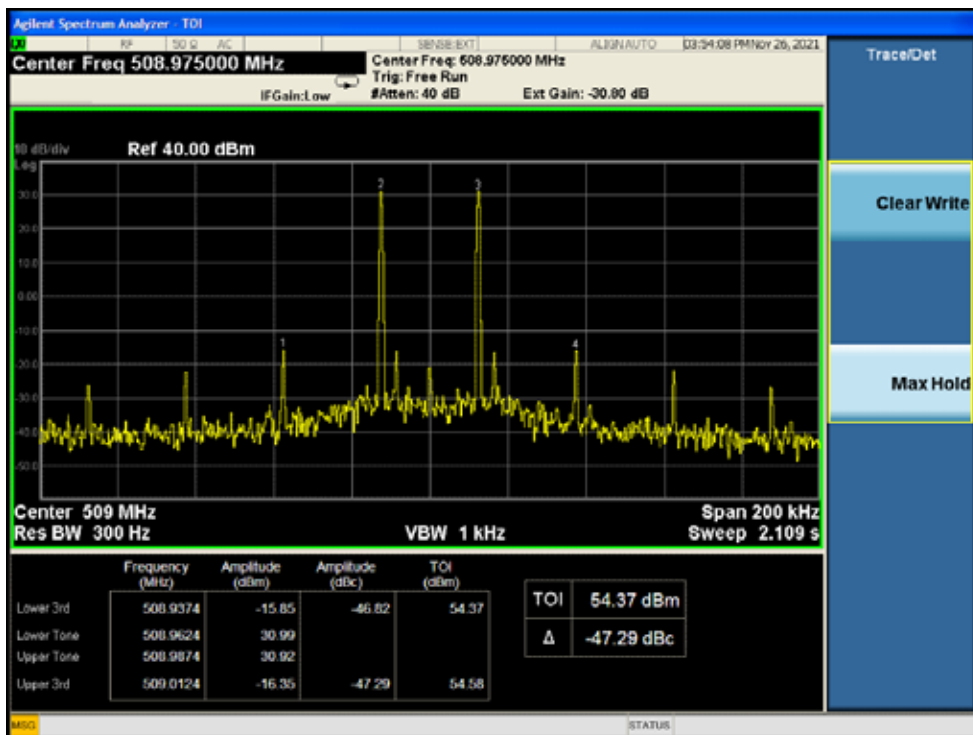 Agilent Spectrum Analyzer - TOI
RF 50 Ω AC SENSE:EXT ALIGNAUTO 03:54:08 PM Nov 26, 2021
Center Freq 508.975000 MHz
Center Freq: 508.975000 MHz
Trig: Free Run
IFGain:Low #Atten: 40 dB Ext Gain: -30.80 dB
Trace/Det
10 dB/div Ref 40.00 dBm
Log
30.0
20.0
0.00
-10.0
-20.0
-30.0
-40.0
-50.0
1
2
3
4
Clear Write
Max Hold
Center 509 MHz Span 200 kHz
Res BW 300 Hz VBW 1 kHz Sweep 2.109 s
Frequency Amplitude Amplitude TOI
(MHz) (dBm) (dBc) (dBm)
Lower 3rd 508.9374 -15.85 -46.82 54.37
Lower Tone 508.9624 30.99
Upper Tone 508.9874 30.92
Upper 3rd 509.0124 -16.35 -47.29 54.58
TOI 54.37 dBm
Δ -47.29 dBc
MSG STATUS